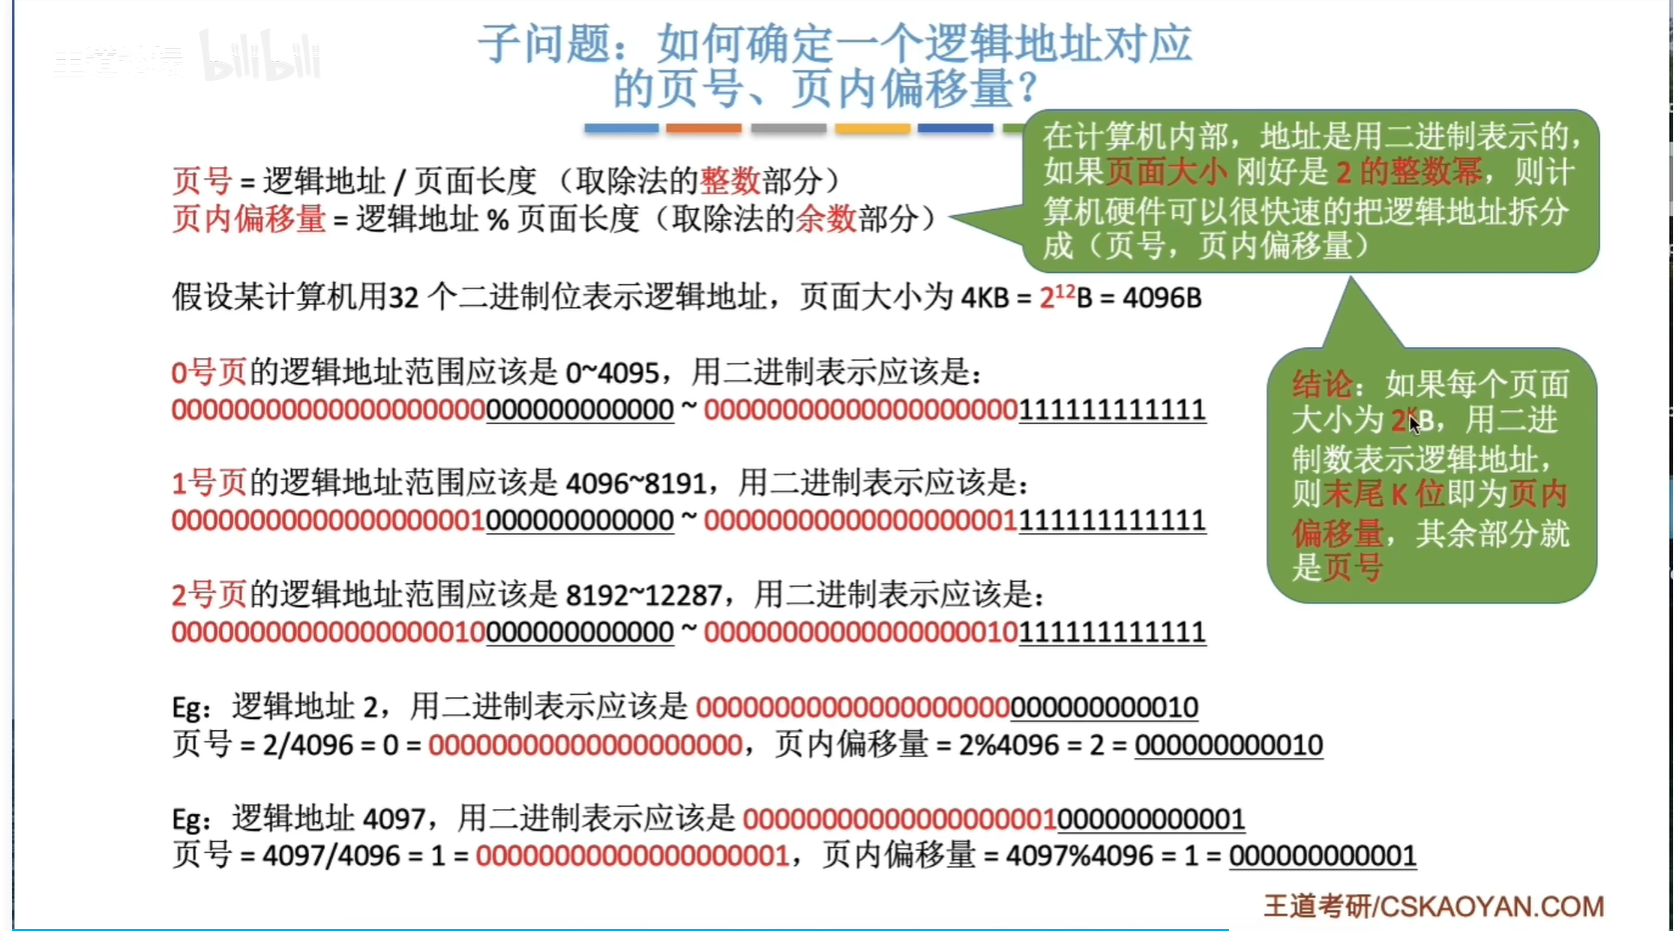 王道论坛 bilibili
子问题：如何确定一个逻辑地址对应
的页号、页内偏移量？
在计算机内部，地址是用二进制表示的，
如果页面大小 刚好是 2 的整数幂，则计
算机硬件可以很快速的把逻辑地址拆分
成（页号，页内偏移量）
页号 = 逻辑地址 / 页面长度 （取除法的整数部分）
页内偏移量 = 逻辑地址 % 页面长度（取除法的余数部分）
假设某计算机用32 个二进制位表示逻辑地址，页面大小为 4KB = 2¹²B = 4096B
0号页的逻辑地址范围应该是 0~4095，用二进制表示应该是：
00000000000000000000000000000000 ~ 00000000000000000000111111111111
1号页的逻辑地址范围应该是 4096~8191，用二进制表示应该是：
00000000000000000001000000000000 ~ 00000000000000000001111111111111
2号页的逻辑地址范围应该是 8192~12287，用二进制表示应该是：
00000000000000000010000000000000 ~ 00000000000000000010111111111111
结论：如果每个页面
大小为 2ᴷB，用二进
制数表示逻辑地址，
则末尾 K 位即为页内
偏移量，其余部分就
是页号
Eg：逻辑地址 2，用二进制表示应该是 00000000000000000000000000000010
页号 = 2/4096 = 0 = 00000000000000000000，页内偏移量 = 2%4096 = 2 = 000000000010
Eg：逻辑地址 4097，用二进制表示应该是 00000000000000000001000000000001
页号 = 4097/4096 = 1 = 00000000000000000001，页内偏移量 = 4097%4096 = 1 = 000000000001
王道考研/CSKAOYAN.COM